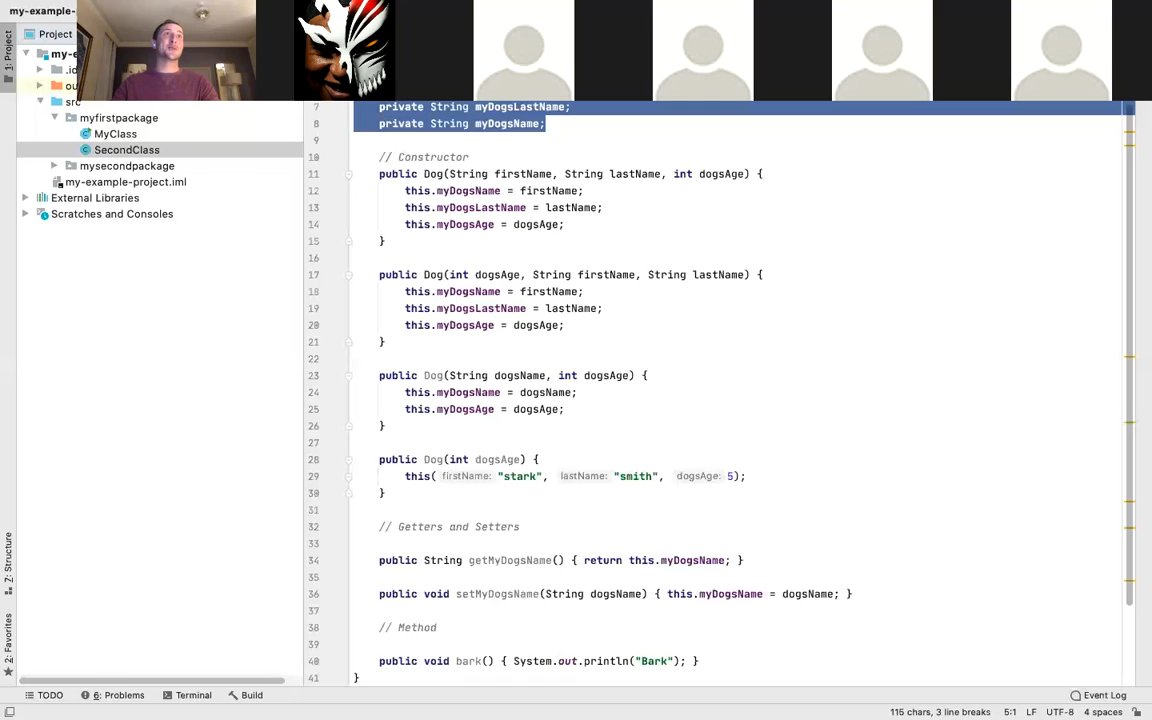 my-example-
1: Project
Project
my-e
.id
ou
src
myfirstpackage
MyClass
SecondClass
mysecondpackage
my-example-project.iml
External Libraries
Scratches and Consoles
Z: Structure
2: Favorites
7 private String myDogsLastName;
8 private String myDogsName;
9
10 // Constructor
11 public Dog(String firstName, String lastName, int dogsAge) {
12 this.myDogsName = firstName;
13 this.myDogsLastName = lastName;
14 this.myDogsAge = dogsAge;
15 }
16
17 public Dog(int dogsAge, String firstName, String lastName) {
18 this.myDogsName = firstName;
19 this.myDogsLastName = lastName;
20 this.myDogsAge = dogsAge;
21 }
22
23 public Dog(String dogsName, int dogsAge) {
24 this.myDogsName = dogsName;
25 this.myDogsAge = dogsAge;
26 }
27
28 public Dog(int dogsAge) {
29 this( firstName: "stark", lastName: "smith", dogsAge: 5);
30 }
31
32 // Getters and Setters
33
34 public String getMyDogsName() { return this.myDogsName; }
35
36 public void setMyDogsName(String dogsName) { this.myDogsName = dogsName; }
37
38 // Method
39
40 public void bark() { System.out.println("Bark"); }
41 }
TODO 6: Problems Terminal Build Event Log
115 chars, 3 line breaks 5:1 LF UTF-8 4 spaces